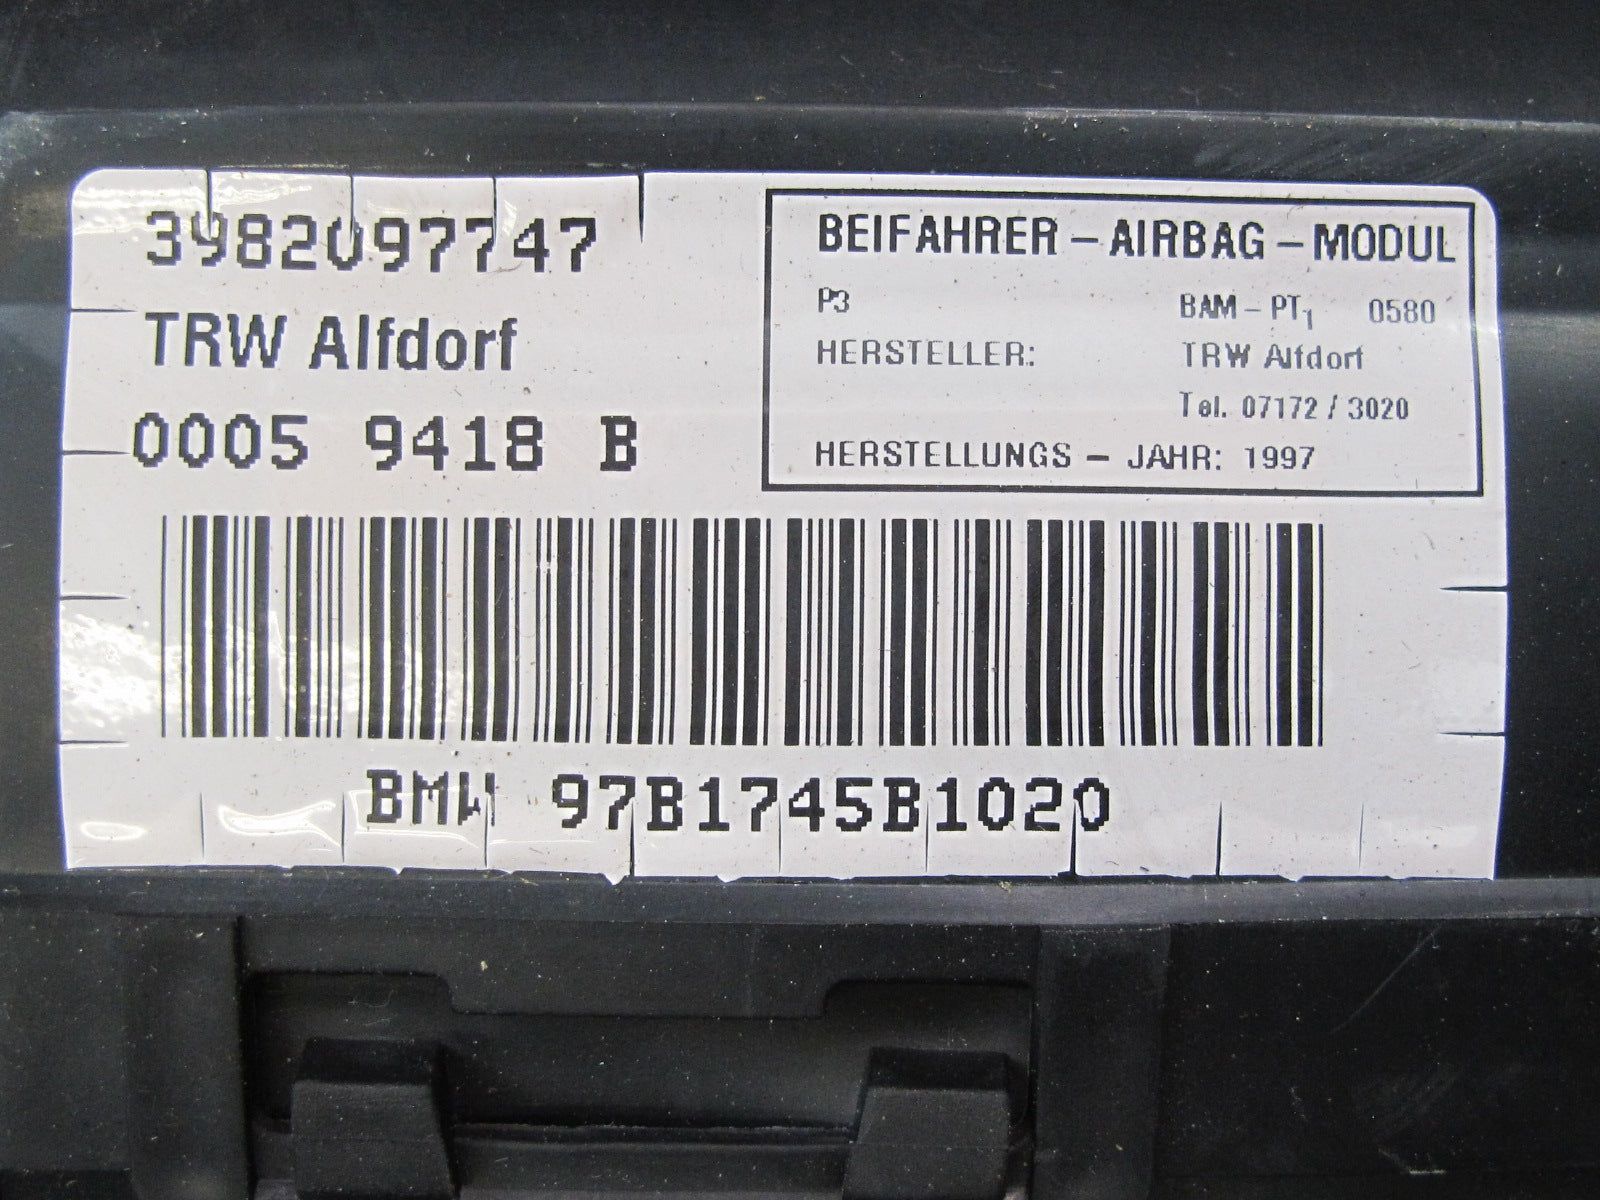 3982097747
TRW Alfdorf
0005 9418 B
BEIFAHRER - AIRBAG - MODUL
P3 BAM - PT1 0580
HERSTELLER: TRW Alfdorf
Tel. 07172 / 3020
HERSTELLUNGS - JAHR: 1997
BMW 97B1745B1020